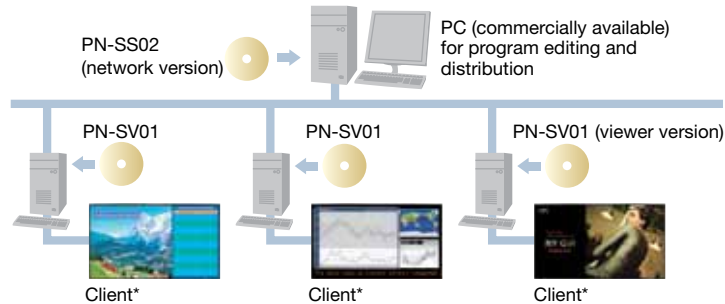 PN-SS02
(network version)
PC (commercially available)
for program editing and
distribution
PN-SV01
PN-SV01
PN-SV01 (viewer version)
Client*
Client*
Client*